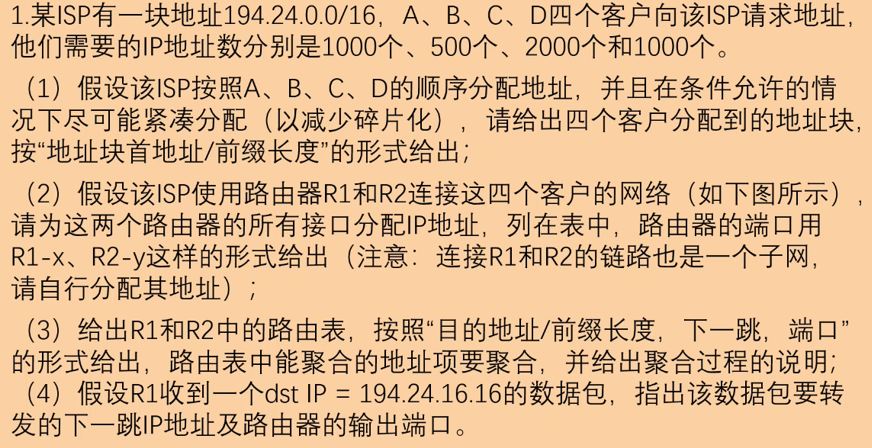 1.某ISP有一块地址194.24.0.0/16，A、B、C、D四个客户向该ISP请求地址，
他们需要的IP地址数分别是1000个、500个、2000个和1000个。
（1）假设该ISP按照A、B、C、D的顺序分配地址，并且在条件允许的情
况下尽可能紧凑分配（以减少碎片化），请给出四个客户分配到的地址块，
按“地址块首地址/前缀长度”的形式给出；
（2）假设该ISP使用路由器R1和R2连接这四个客户的网络（如下图所示），
请为这两个路由器的所有接口分配IP地址，列在表中，路由器的端口用
R1-x、R2-y这样的形式给出（注意：连接R1和R2的链路也是一个子网，
请自行分配其地址）；
（3）给出R1和R2中的路由表，按照“目的地址/前缀长度，下一跳，端口”
的形式给出，路由表中能聚合的地址项要聚合，并给出聚合过程的说明；
（4）假设R1收到一个dst IP = 194.24.16.16的数据包，指出该数据包要转
发的下一跳IP地址及路由器的输出端口。